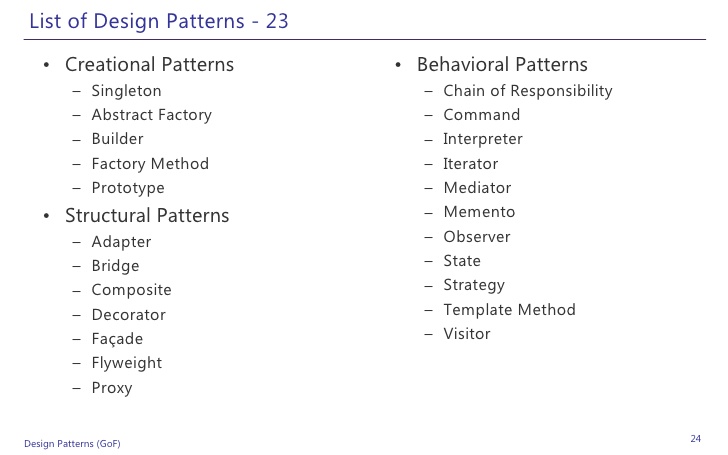 List of Design Patterns - 23
• Creational Patterns
– Singleton
– Abstract Factory
– Builder
– Factory Method
– Prototype
• Structural Patterns
– Adapter
– Bridge
– Composite
– Decorator
– Façade
– Flyweight
– Proxy
• Behavioral Patterns
– Chain of Responsibility
– Command
– Interpreter
– Iterator
– Mediator
– Memento
– Observer
– State
– Strategy
– Template Method
– Visitor
Design Patterns (GoF)
24